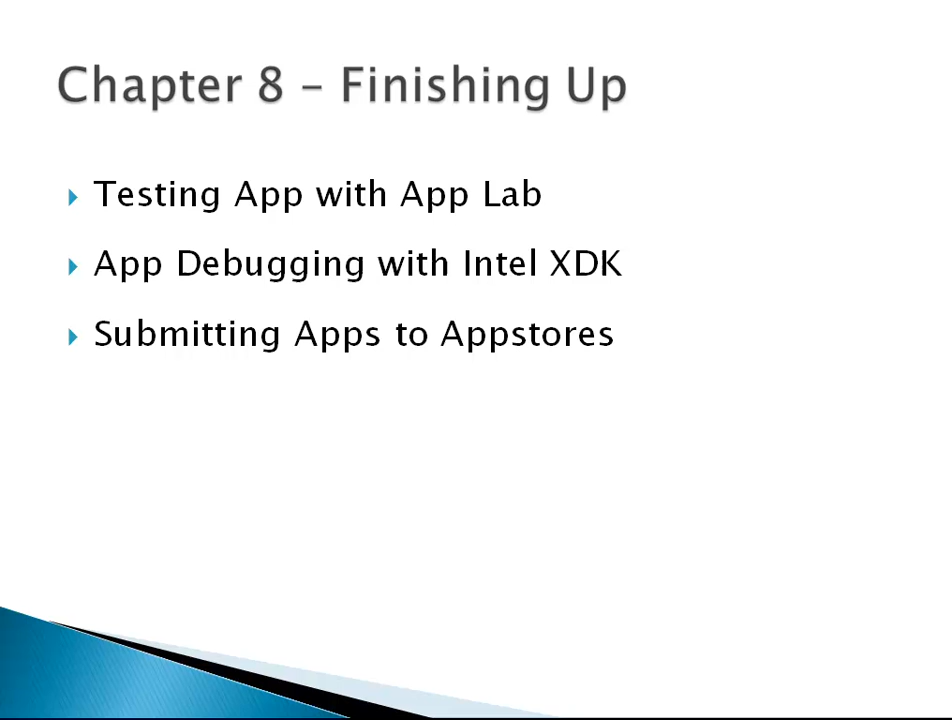 Chapter 8 – Finishing Up
Testing App with App Lab
App Debugging with Intel XDK
Submitting Apps to Appstores